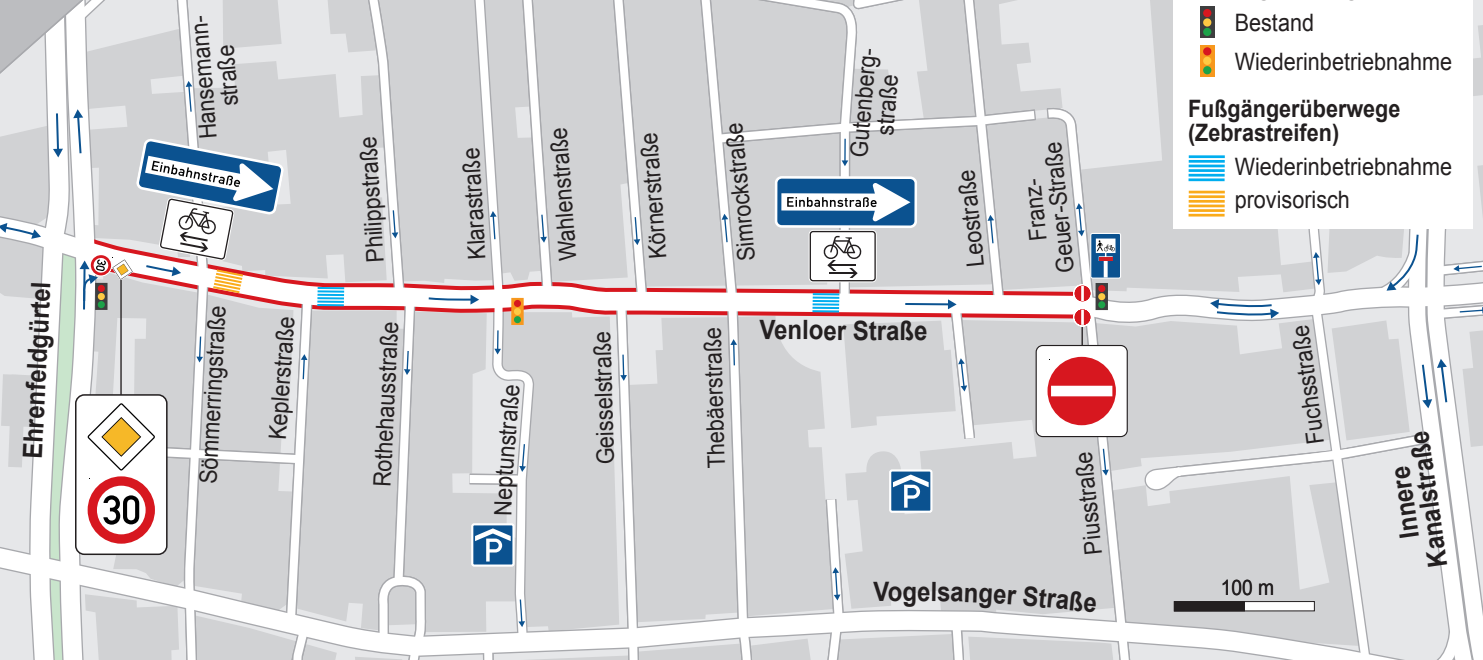 Bestand
Wiederinbetriebnahme
Fußgängerüberwege
(Zebrastreifen)
Wiederinbetriebnahme
provisorisch
Hansemann-
straße
Einbahnstraße
Philippstraße
Klarastraße
Wahlenstraße
Körnerstraße
Simrockstraße
Gutenberg-
straße
Einbahnstraße
Leostraße
Franz-
Geuer-Straße
30
Ehrenfeldgürtel
Sömmerringstraße
Keplerstraße
Rothehausstraße
Neptunstraße
Geisselstraße
Thebäerstraße
Venloer Straße
Piusstraße
Fuchsstraße
Innere
Kanalstraße
30
P
P
Vogelsanger Straße
100 m